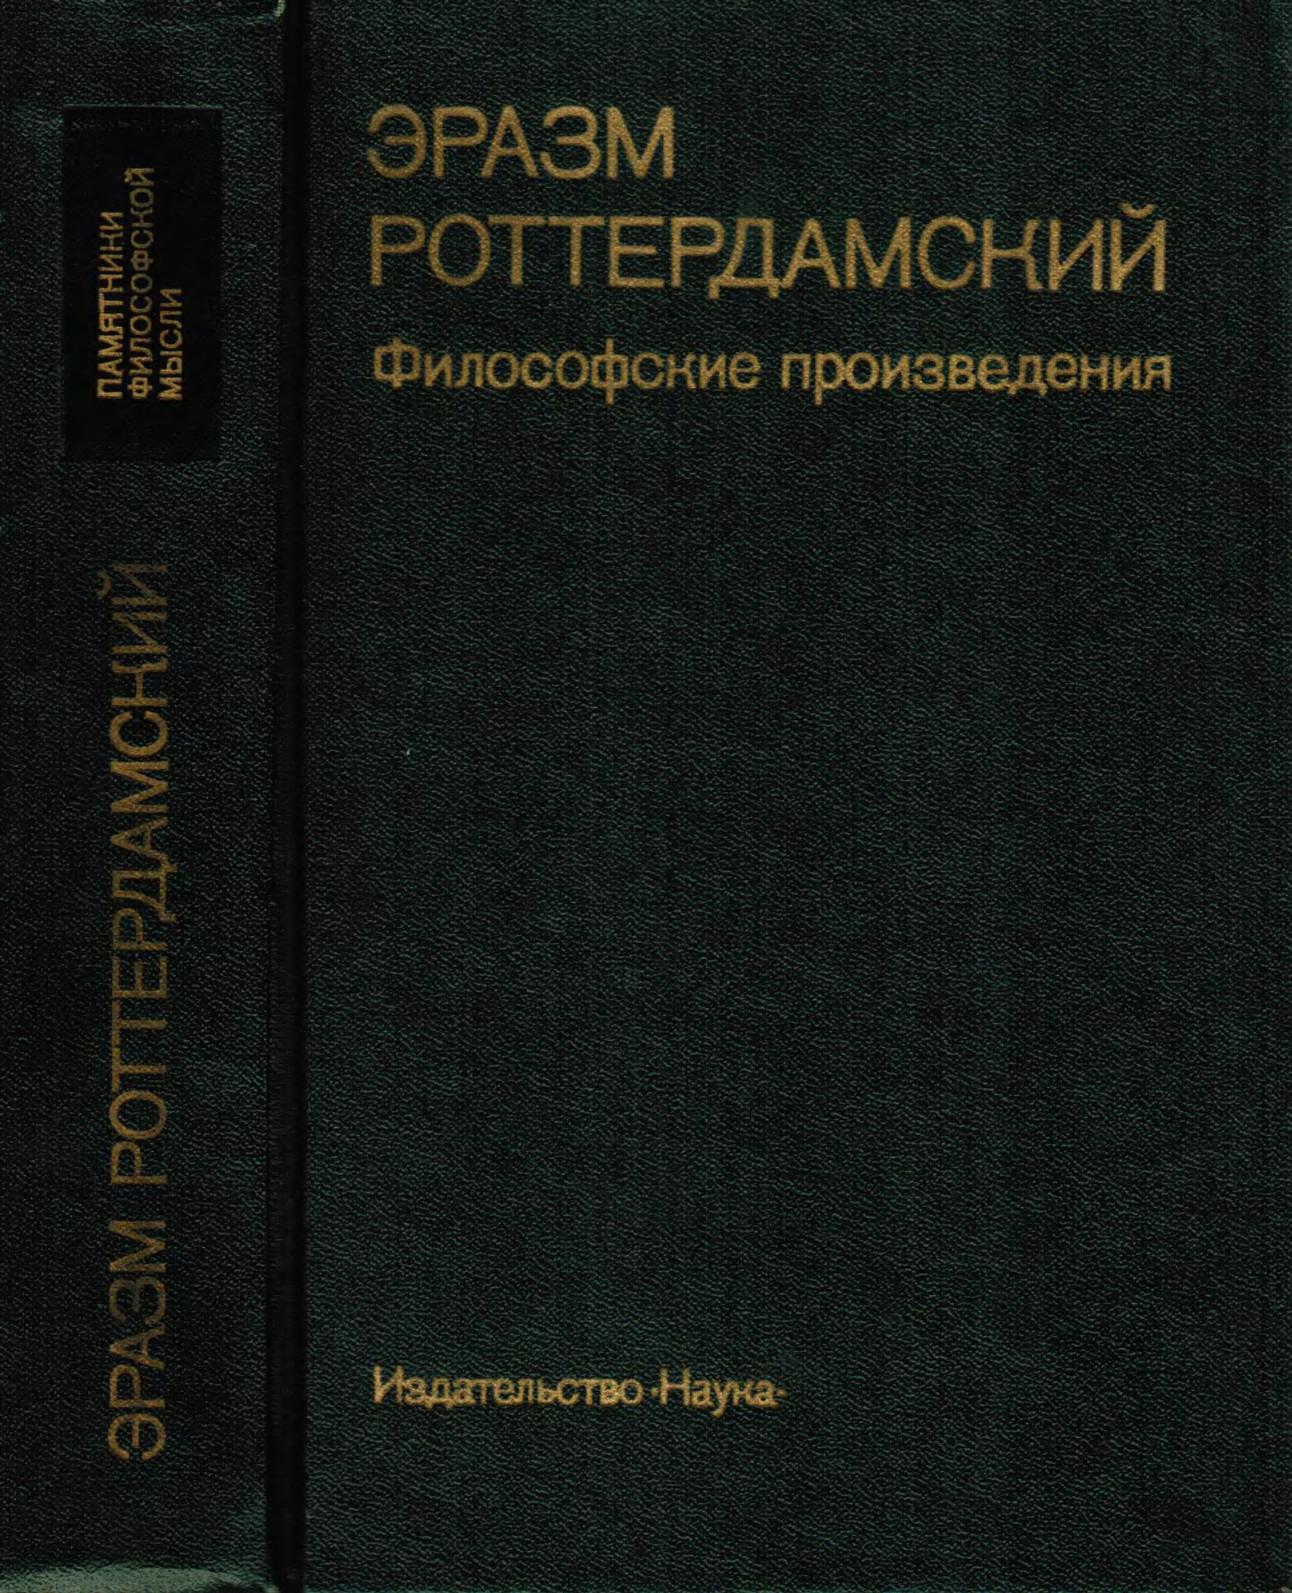 ПАМЯТНИКИ
ФИЛОСОФСКОЙ
МЫСЛИ
ЭРАЗМ РОТТЕРДАМСКИЙ
ЭРАЗМ
РОТТЕРДАМСКИЙ
Философские произведения
Издательство «Наука»